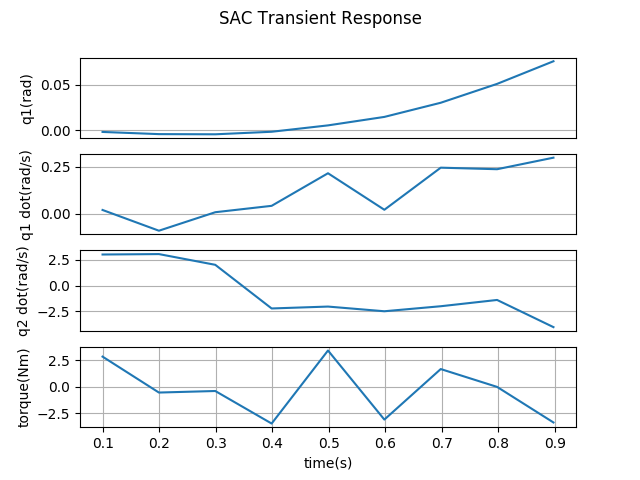 SAC Transient Response
q1(rad)
0.05
0.00
q1 dot(rad/s)
0.25
0.00
q2 dot(rad/s)
2.5
0.0
−2.5
torque(Nm)
2.5
0.0
−2.5
0.1 0.2 0.3 0.4 0.5 0.6 0.7 0.8 0.9
time(s)